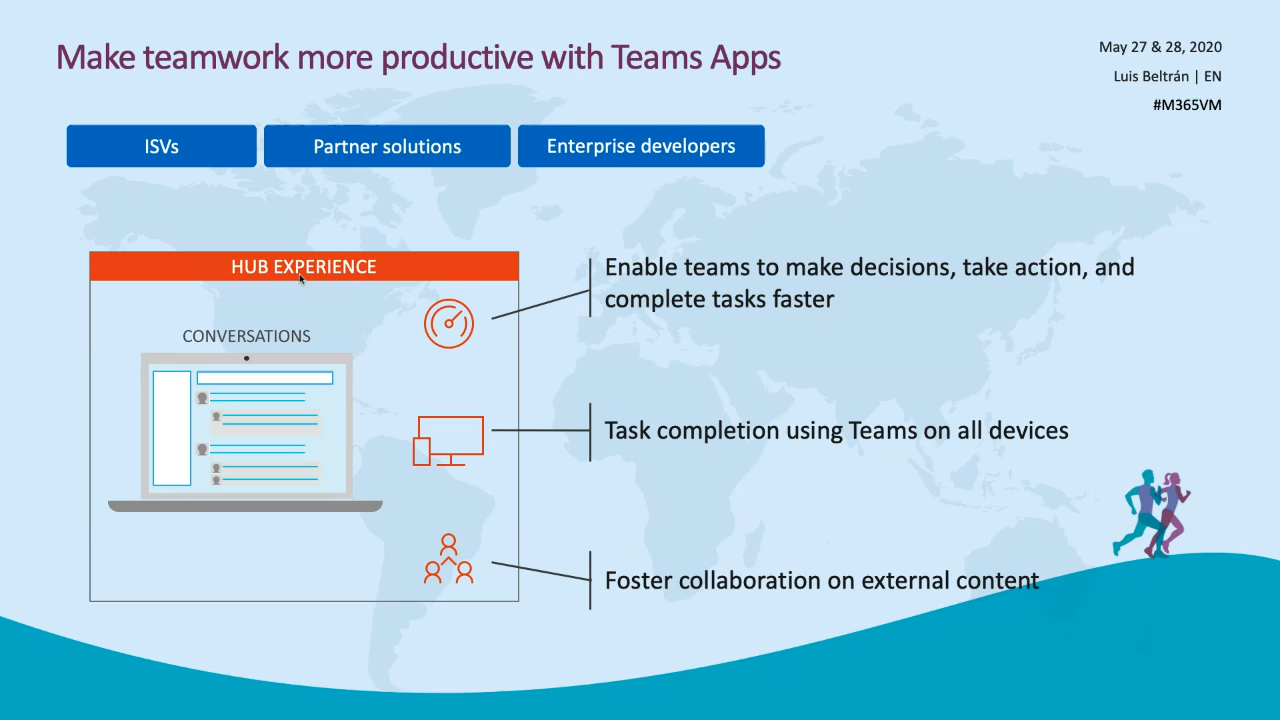 Make teamwork more productive with Teams Apps
May 27 & 28, 2020
Luis Beltrán | EN
#M365VM
ISVs
Partner solutions
Enterprise developers
HUB EXPERIENCE
CONVERSATIONS
Enable teams to make decisions, take action, and
complete tasks faster
Task completion using Teams on all devices
Foster collaboration on external content